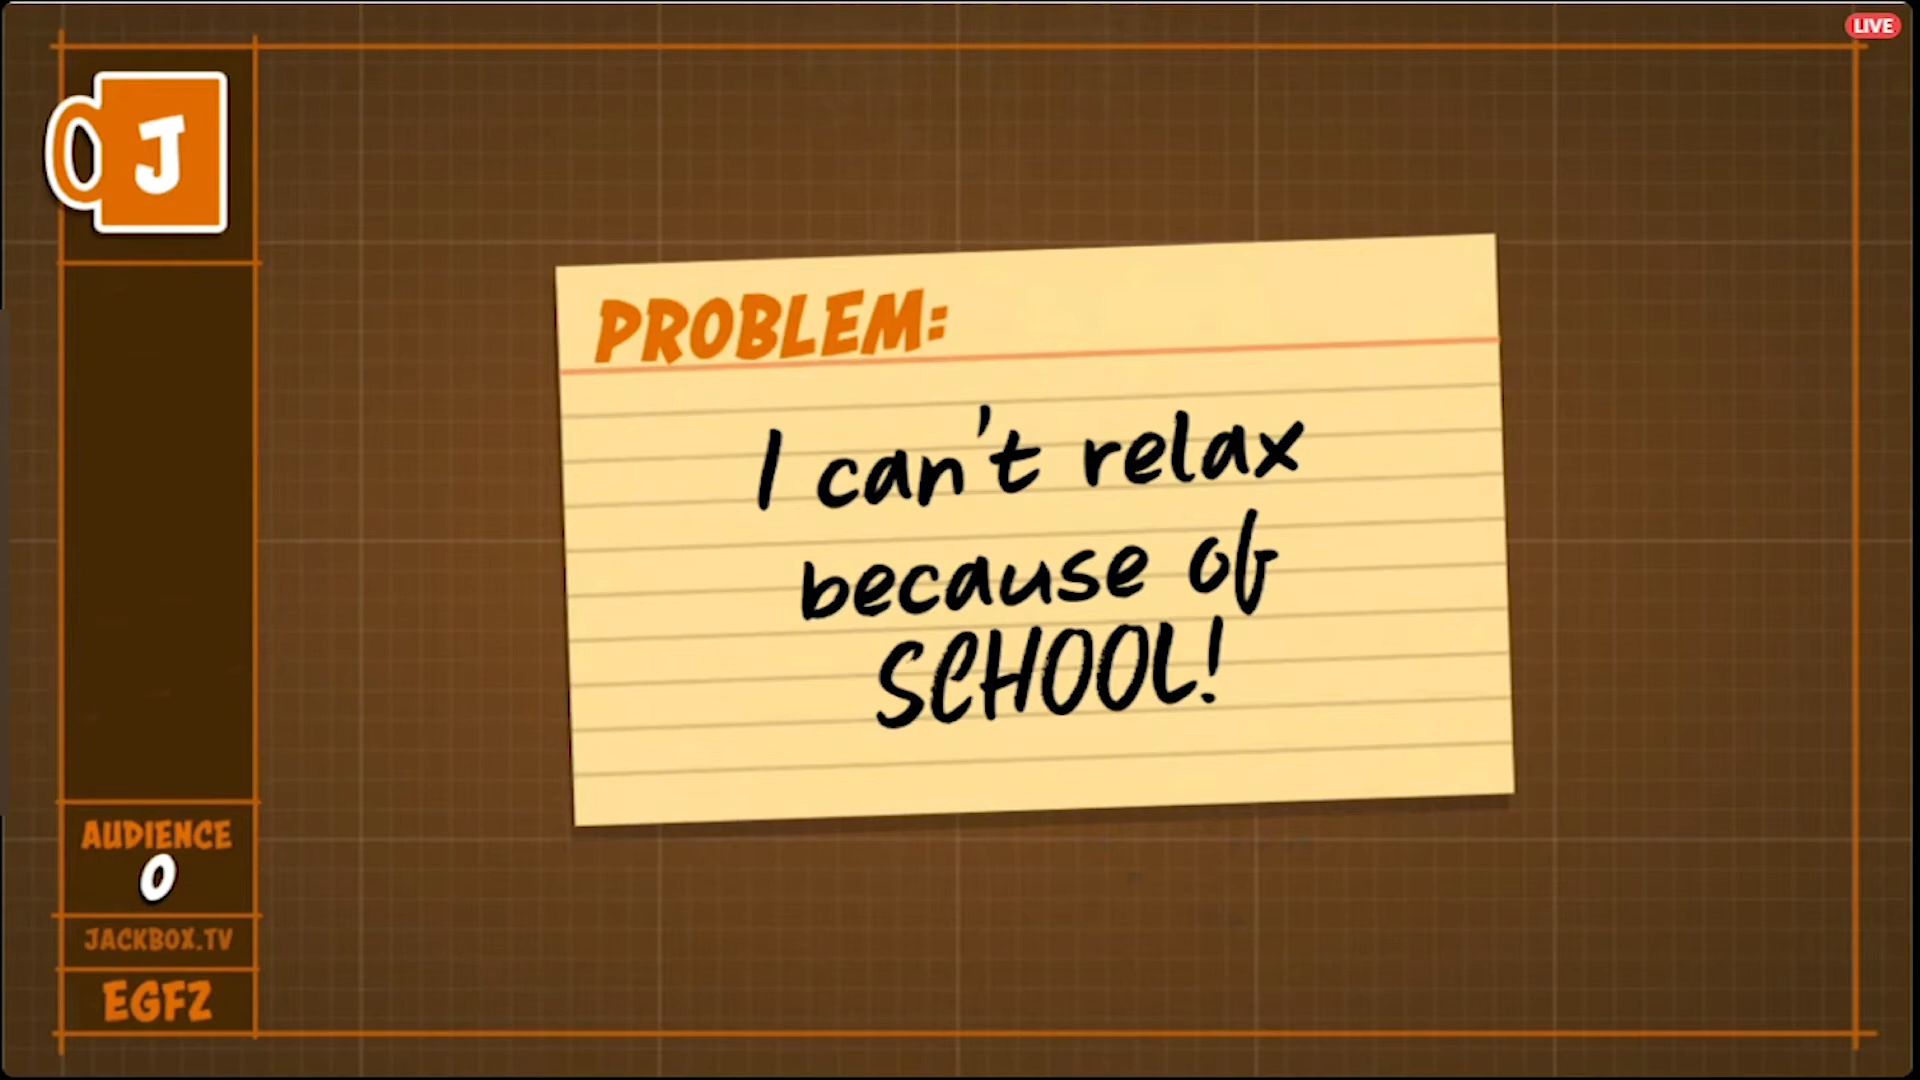 LIVE
J
PROBLEM:
I can't relax
because of
SCHOOL!
AUDIENCE
0
JACKBOX.TV
EGFZ